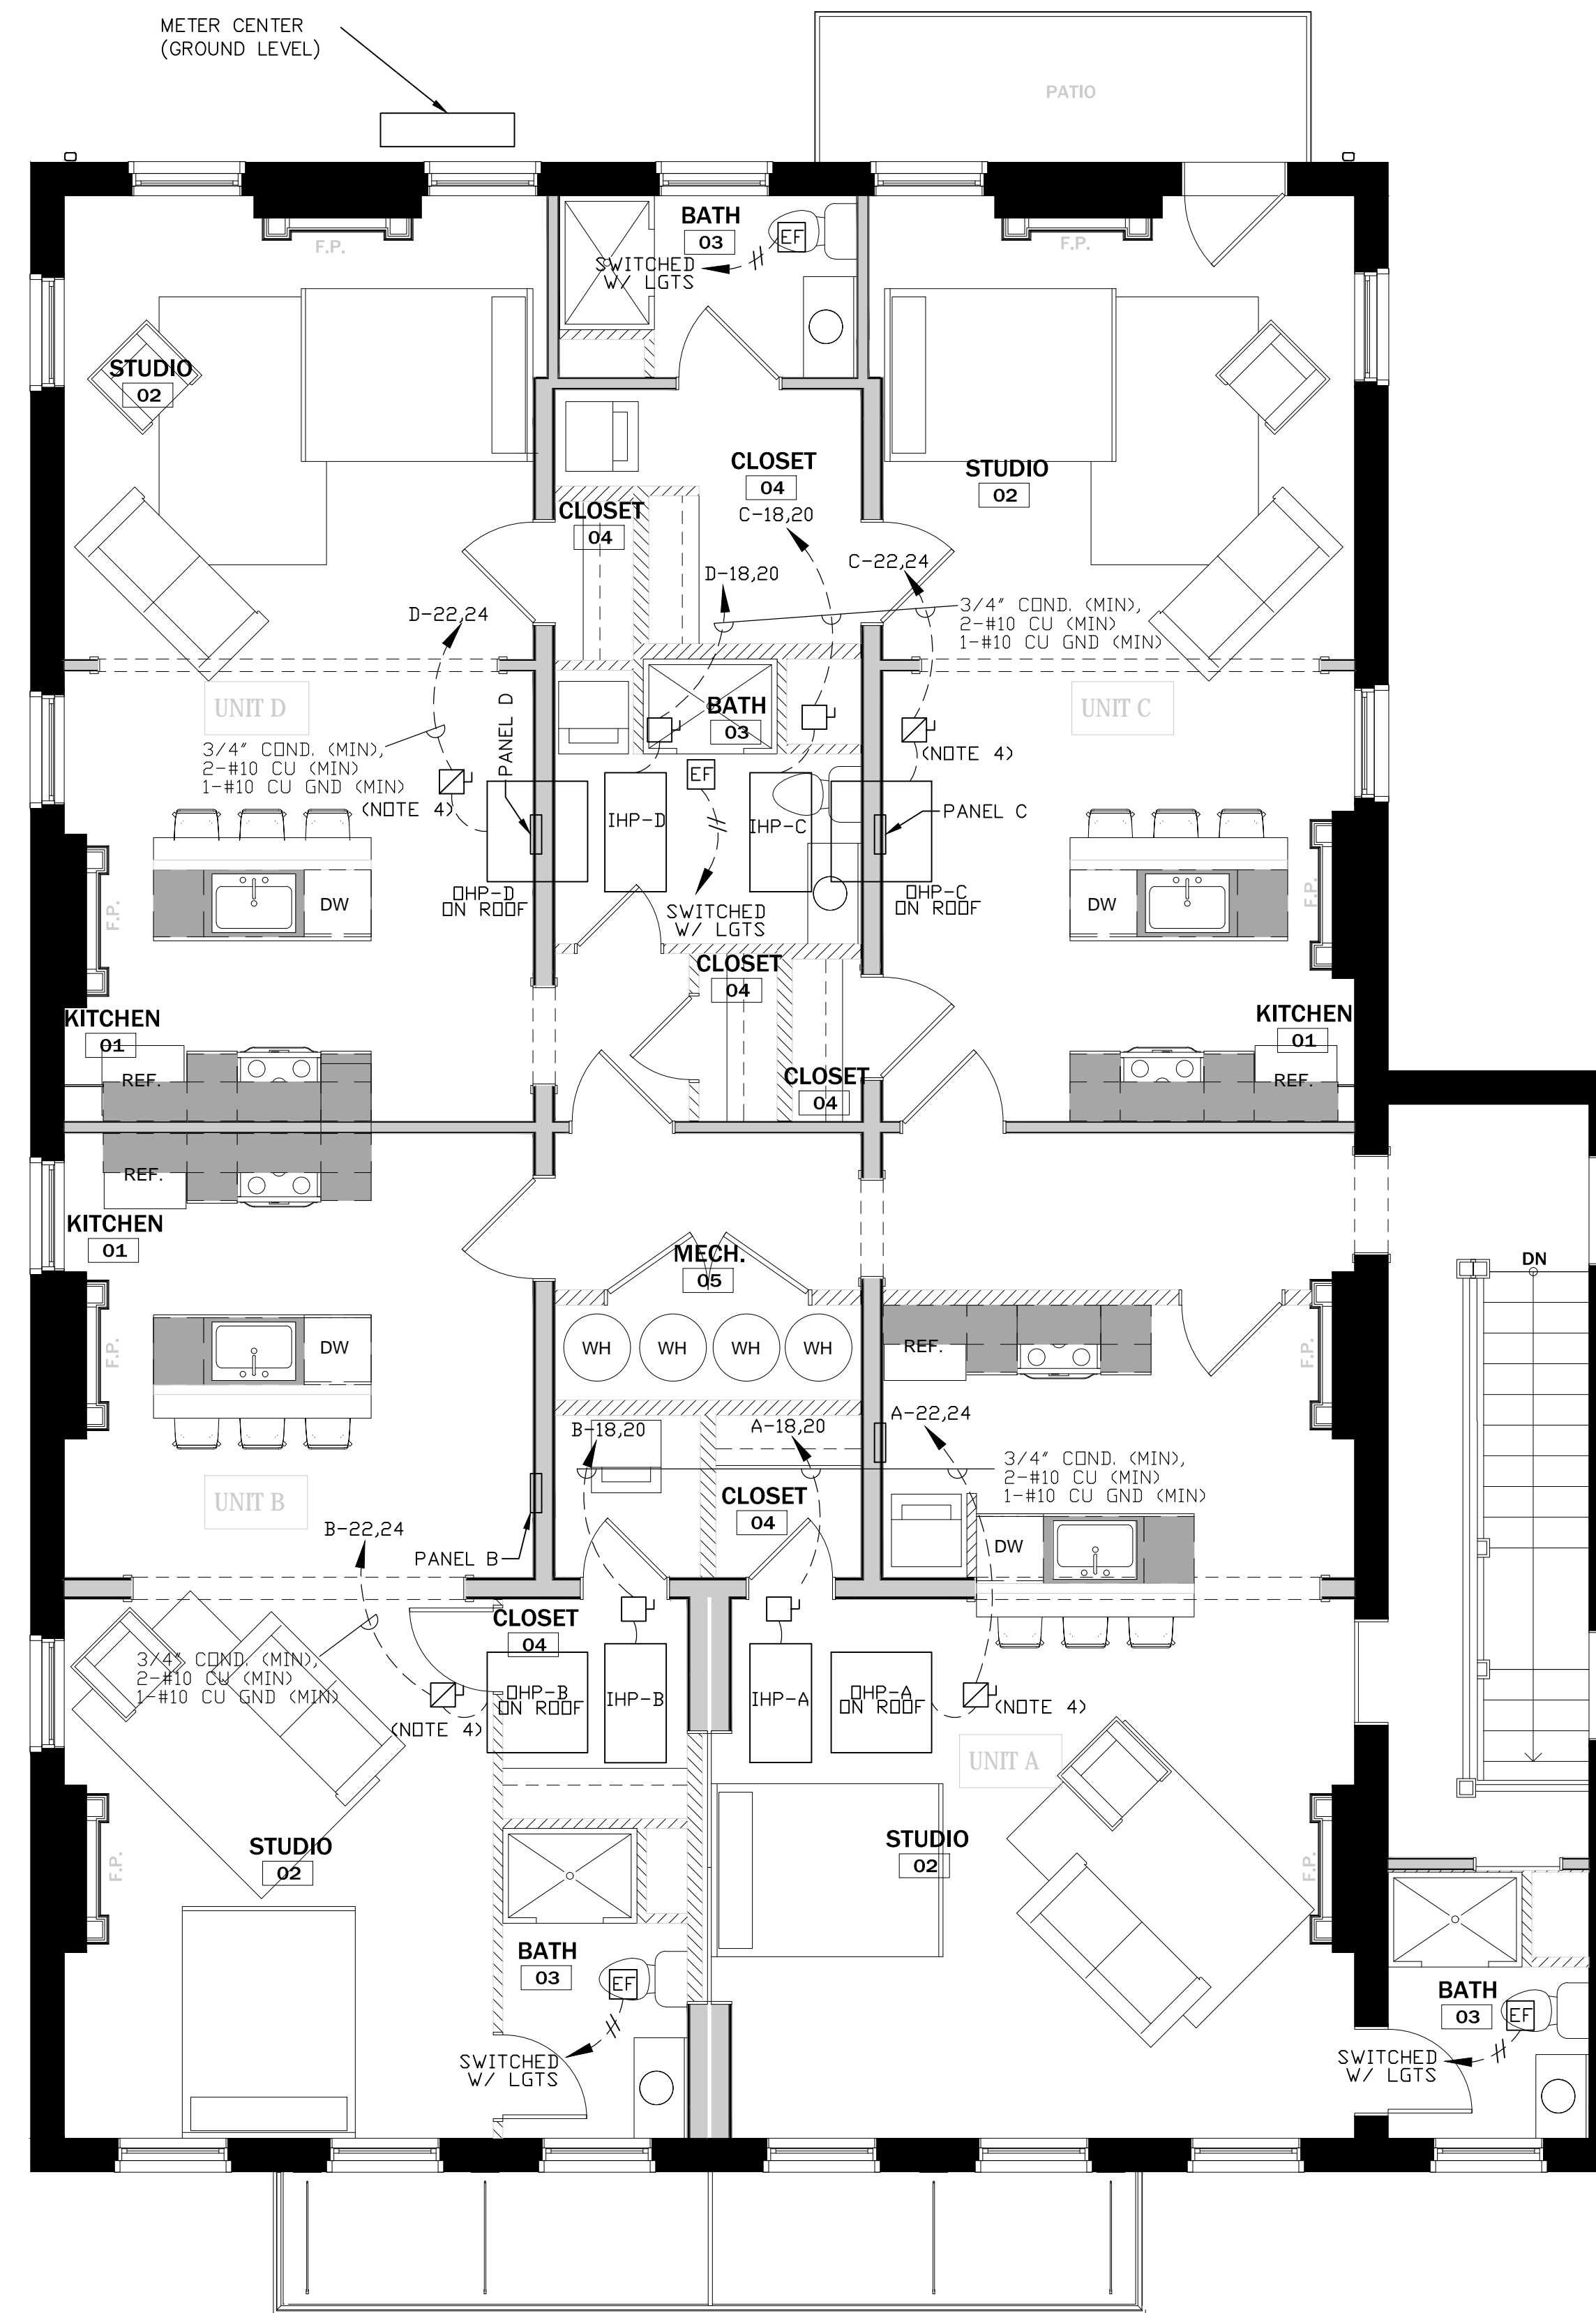 METER CENTER
(GROUND LEVEL)
PATIO
F.P.
BATH
03
EF
SWITCHED
W/ LGTS
F.P.
STUDIO
02
CLOSET
04
C-18,20
STUDIO
02
CLOSET
04
D-18,20
C-22,24
D-22,24
3/4" COND. (MIN),
2-#10 CU (MIN)
1-#10 CU GND (MIN)
UNIT D
PANEL D
BATH
03
UNIT C
3/4" COND. (MIN),
2-#10 CU (MIN)
1-#10 CU GND (MIN)
(NOTE 4)
(NOTE 4)
EF
IHP-D
IHP-C
PANEL C
OHP-D
ON ROOF
SWITCHED
W/ LGTS
OHP-C
ON ROOF
F.P.
DW
DW
F.P.
CLOSET
04
KITCHEN
01
KITCHEN
01
REF.
CLOSET
04
REF.
REF.
KITCHEN
01
MECH.
05
DN
F.P.
DW
WH
WH
WH
WH
REF.
F.P.
B-18,20
A-18,20
A-22,24
3/4" COND. (MIN),
2-#10 CU (MIN)
1-#10 CU GND (MIN)
UNIT B
CLOSET
04
B-22,24
PANEL B
DW
CLOSET
04
3/4" COND. (MIN),
2-#10 CU (MIN)
1-#10 CU GND (MIN)
(NOTE 4)
OHP-B
ON ROOF
IHP-B
IHP-A
OHP-A
ON ROOF
(NOTE 4)
UNIT A
F.P.
STUDIO
02
STUDIO
02
F.P.
BATH
03
EF
BATH
03
EF
SWITCHED
W/ LGTS
SWITCHED
W/ LGTS